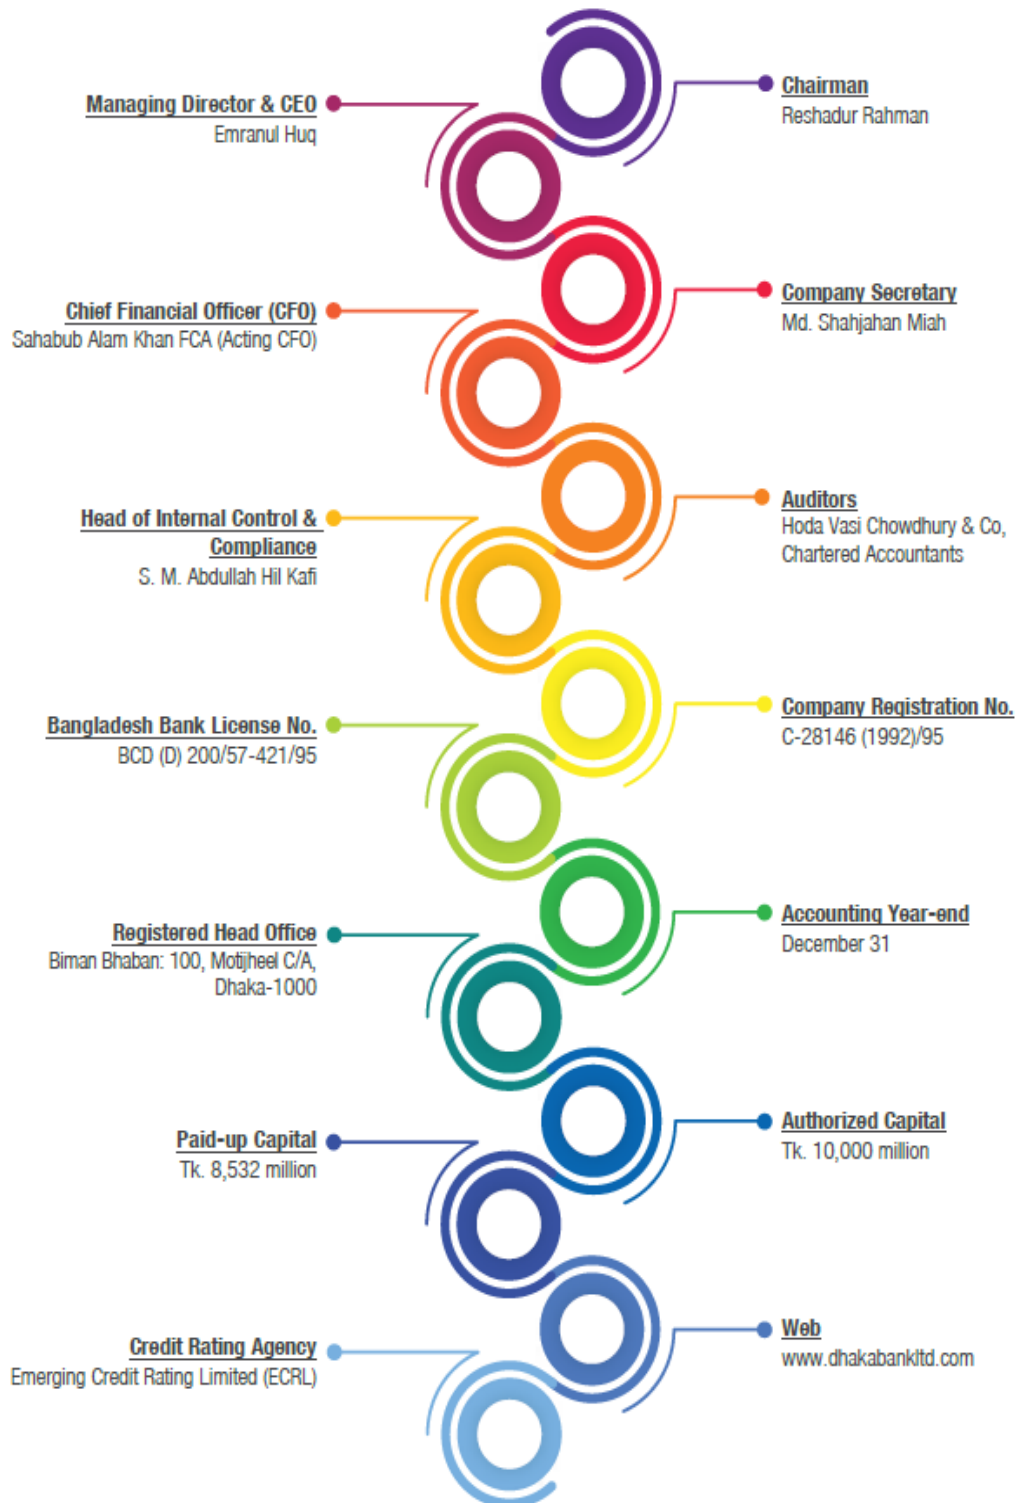 Chairman
Reshadur Rahman
Managing Director & CEO
Emranul Huq
Company Secretary
Md. Shahjahan Miah
Chief Financial Officer (CFO)
Sahabub Alam Khan FCA (Acting CFO)
Auditors
Hoda Vasi Chowdhury & Co,
Chartered Accountants
Head of Internal Control &
Compliance
S. M. Abdullah Hil Kafi
Company Registration No.
C-28146 (1992)/95
Bangladesh Bank License No.
BCD (D) 200/57-421/95
Accounting Year-end
December 31
Registered Head Office
Biman Bhaban: 100, Motijheel C/A,
Dhaka-1000
Authorized Capital
Tk. 10,000 million
Paid-up Capital
Tk. 8,532 million
Web
www.dhakabankltd.com
Credit Rating Agency
Emerging Credit Rating Limited (ECRL)